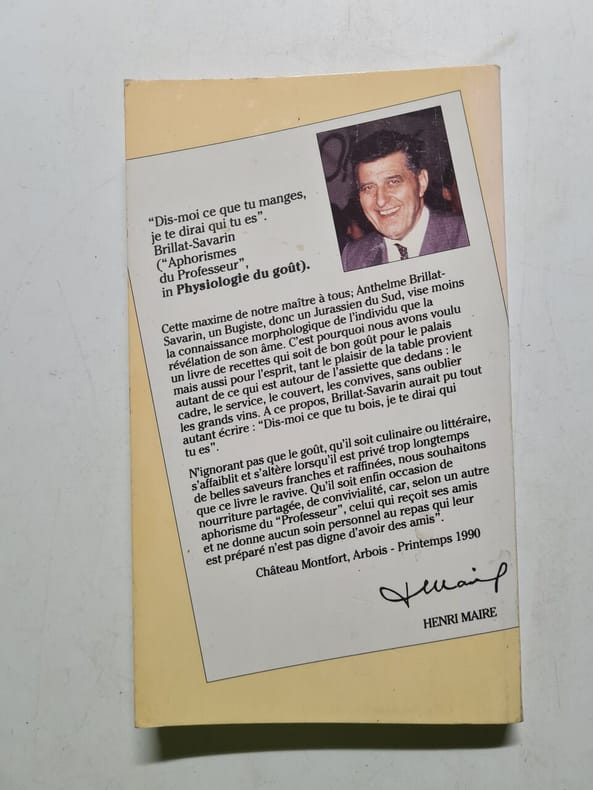 "Dis-moi ce que tu manges,
je te dirai qui tu es".
Brillat-Savarin
("Aphorismes
du Professeur",
in Physiologie du goût).
Cette maxime de notre maître à tous; Anthelme Brillat-
Savarin, un Bugiste, donc un Jurassien du Sud, vise moins
la connaissance morphologique de l'individu que la
révélation de son âme. C'est pourquoi nous avons voulu
un livre de recettes qui soit de bon goût pour le palais
mais aussi pour l'esprit, tant le plaisir de la table provient
autant de ce qui est autour de l'assiette que dedans : le
cadre, le service, le couvert, les convives, sans oublier
les grands vins. A ce propos, Brillat-Savarin aurait pu tout
autant écrire : "Dis-moi ce que tu bois, je te dirai qui
tu es".
N'ignorant pas que le goût, qu'il soit culinaire ou littéraire,
s'affaiblit et s'altère lorsqu'il est privé trop longtemps
de belles saveurs franches et raffinées, nous souhaitons
que ce livre le ravive. Qu'il soit enfin occasion de
nourriture partagée, de convivialité, car, selon un autre
aphorisme du "Professeur", celui qui reçoit ses amis
et ne donne aucun soin personnel au repas qui leur
est préparé n'est pas digne d'avoir des amis".
Château Montfort, Arbois - Printemps 1990
HENRI MAIRE